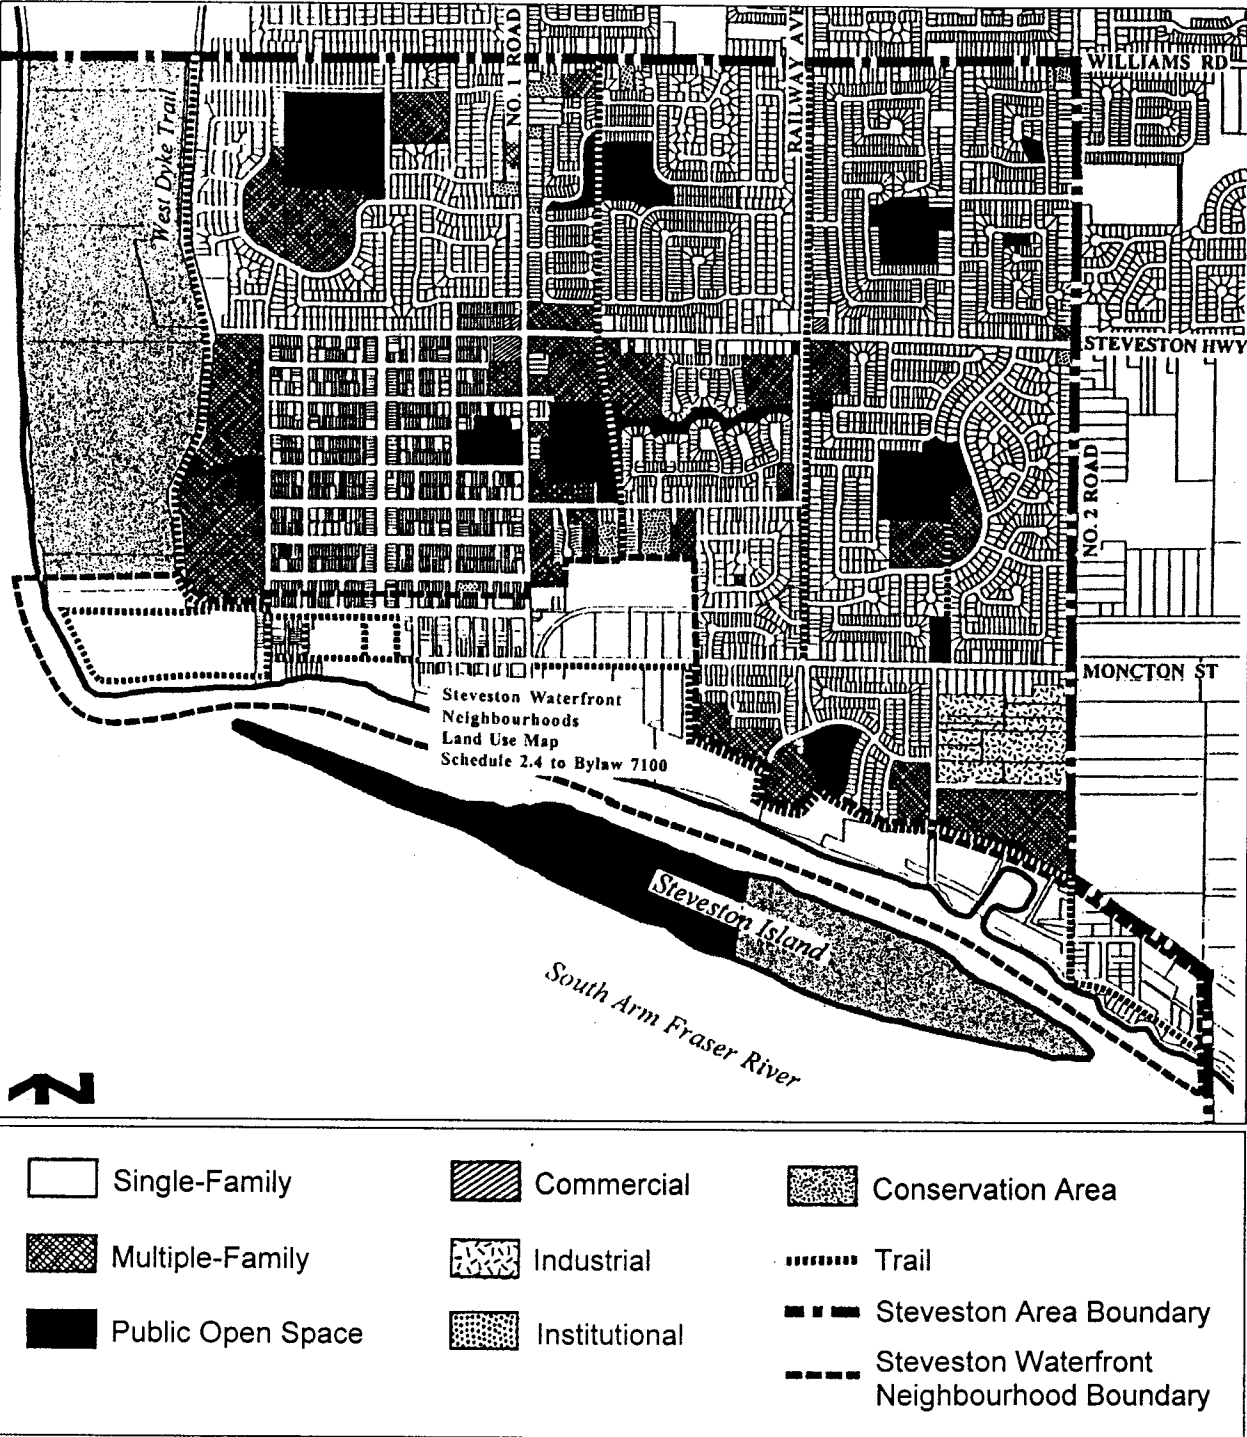 WILLIAMS RD
NO. 1 ROAD
RAILWAY AVE
West Dyke Trail
STEVESTON HWY
NO. 2 ROAD
MONCTON ST
Steveston Waterfront
Neighbourhoods
Land Use Map
Schedule 2.4 to Bylaw 7100
Steveston Island
South Arm Fraser River
N
Single-Family
Commercial
Conservation Area
Multiple-Family
Industrial
Trail
Public Open Space
Institutional
Steveston Area Boundary
Steveston Waterfront
Neighbourhood Boundary